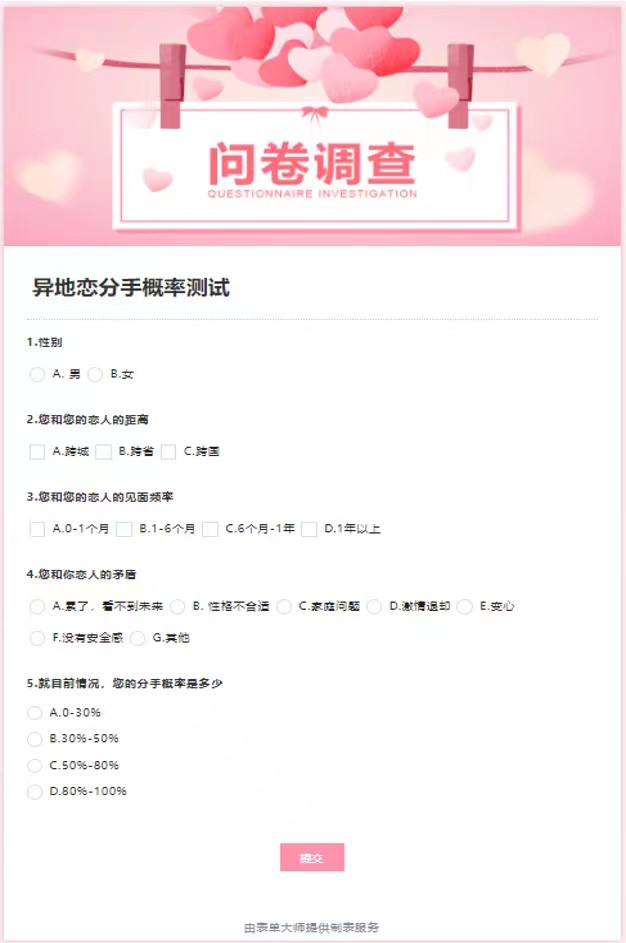 问卷调查
QUESTIONNAIRE INVESTIGATION
异地恋分手概率测试
1.性别
A. 男 B.女
2.您和您的恋人的距离
A.跨城 B.跨省 C.跨国
3.您和您的恋人的见面频率
A.0-1个月 B.1-6个月 C.6个月-1年 D.1年以上
4.您和你恋人的矛盾
A.累了，看不到未来 B. 性格不合适 C.家庭问题 D.激情退却 E.变心
F.没有安全感 G.其他
5.就目前情况，您的分手概率是多少
A.0-30%
B.30%-50%
C.50%-80%
D.80%-100%
提交
由表单大师提供制表服务